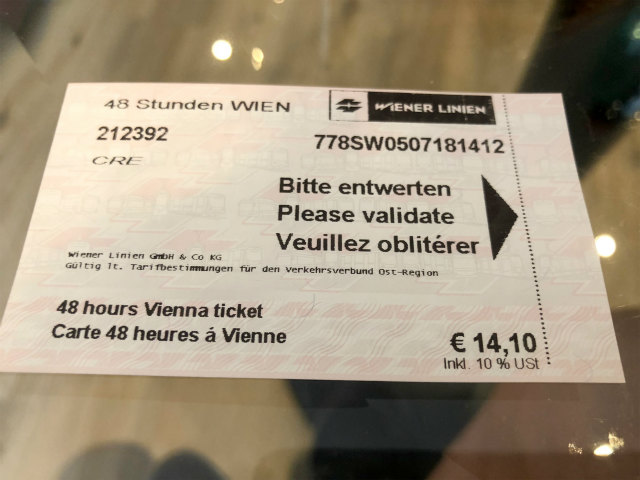 48 Stunden WIEN
WIENER LINIEN
212392
778SW0507181412
CRE
Bitte entwerten
Please validate
Veuillez oblitérer
Wiener Linien GmbH & Co KG
Gültig lt. Tarifbestimmungen für den Verkehrsverbund Ost-Region
48 hours Vienna ticket
Carte 48 heures á Vienne
€ 14,10
Inkl. 10 % USt